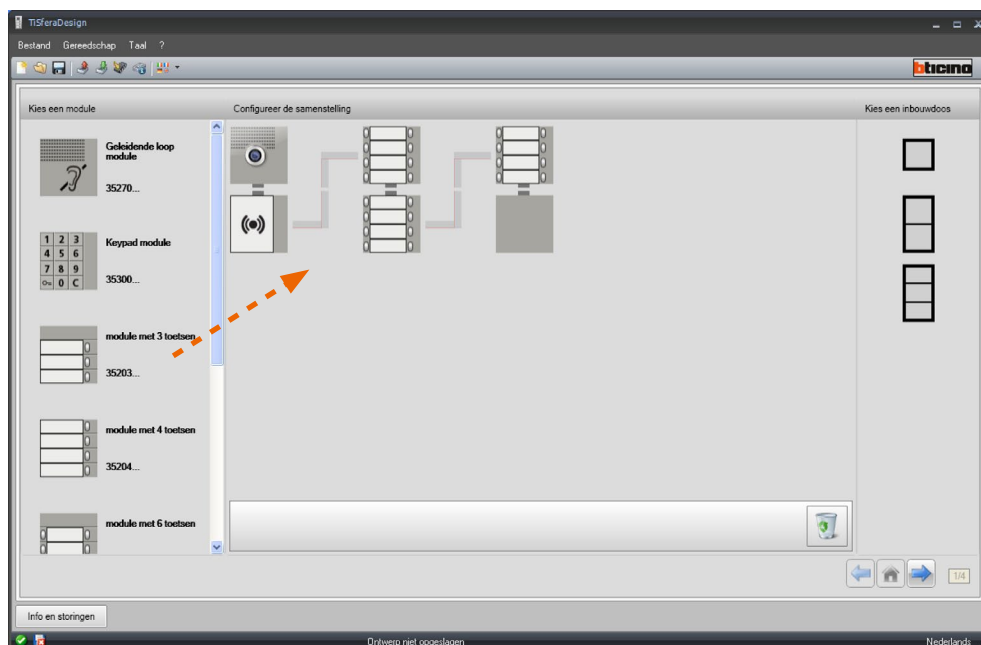 TiSferaDesign
Bestand Gereedschap Taal ?
bticino
Kies een module
Configureer de samenstelling
Kies een inbouwdoos
Geleidende loop
module
35270...
1 2 3
4 5 6
7 8 9
0 C
Keypad module
35300...
module met 3 toetsen
35203...
module met 4 toetsen
35204...
module met 6 toetsen
1/4
Info en storingen
Ontwerp niet opgeslagen
Nederlands